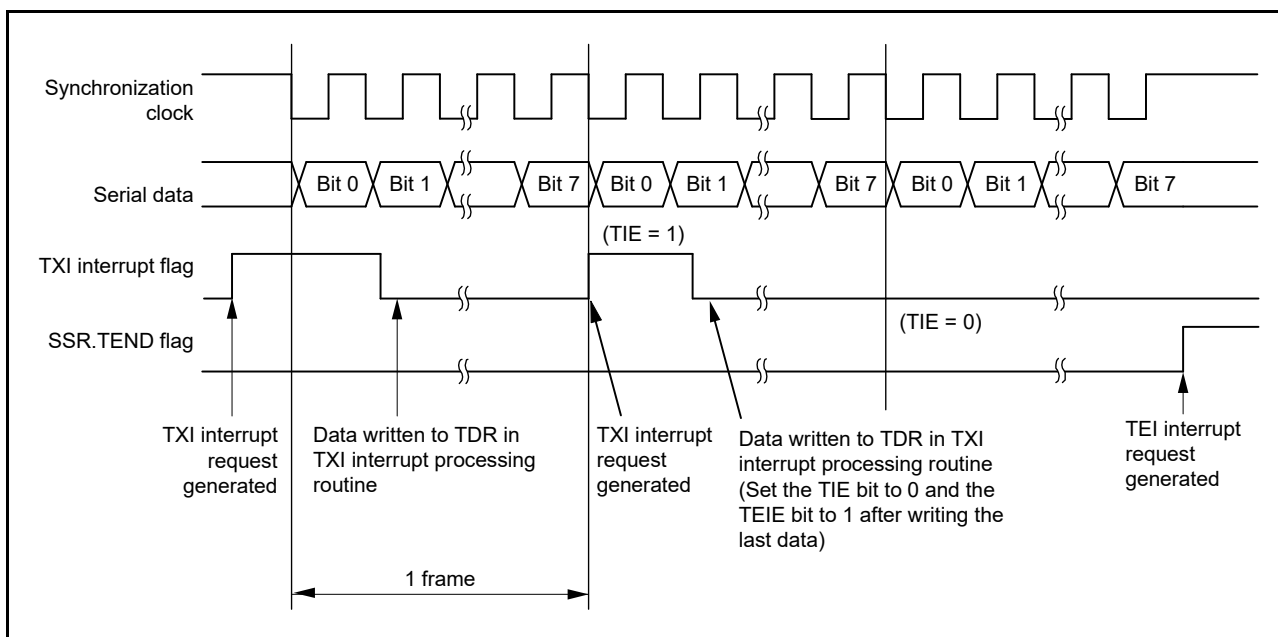 Synchronization
clock
Serial data
Bit 0
Bit 1
Bit 7
Bit 0
Bit 1
Bit 7
Bit 0
Bit 1
Bit 7
(TIE = 1)
TXI interrupt flag
(TIE = 0)
SSR.TEND flag
TXI interrupt
request
generated
Data written to TDR in
TXI interrupt processing
routine
TXI interrupt
request
generated
Data written to TDR in TXI
interrupt processing routine
(Set the TIE bit to 0 and the
TEIE bit to 1 after writing the
last data)
TEI interrupt
request
generated
1 frame